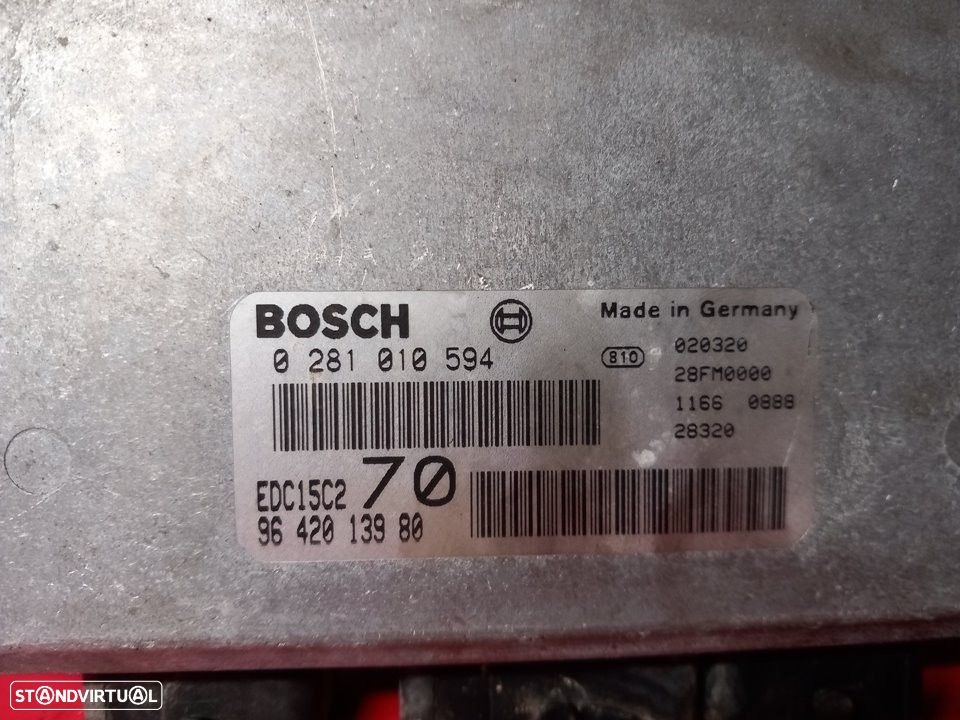 BOSCH
Made in Germany
0 281 010 594
810
020320
28FM0000
1166 0888
28320
EDC15C2 70
96 420 139 80
STANDVIRTUAL